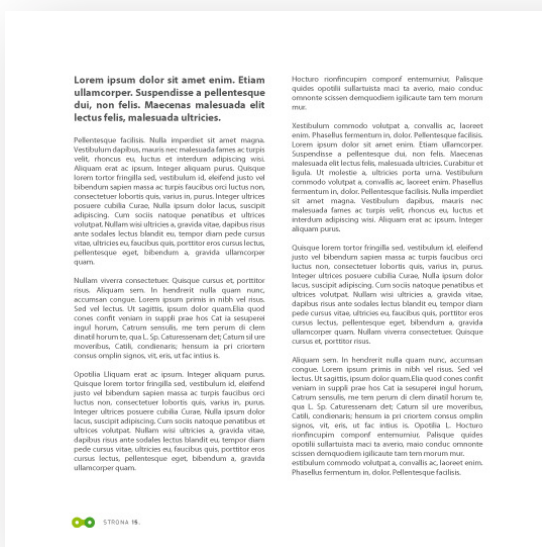 Lorem ipsum dolor sit amet enim. Etiam
ullamcorper. Suspendisse a pellentesque
dui, non felis. Maecenas malesuada elit
lectus felis, malesuada ultricies.
Pellentesque facilisis. Nulla imperdiet sit amet magna.
Vestibulum dapibus, mauris nec malesuada fames ac turpis
velit, rhoncus eu, luctus et interdum adipiscing wisi.
Aliquam erat ac ipsum. Integer aliquam purus. Quisque
lorem tortor fringilla sed, vestibulum id, eleifend justo vel
bibendum sapien massa ac turpis faucibus orci luctus non,
consectetuer lobortis quis, varius in, purus. Integer ultrices
posuere cubilia Curae, Nulla ipsum dolor lacus, suscipit
adipiscing. Cum sociis natoque penatibus et ultrices
volutpat. Nullam wisi ultricies a, gravida vitae, dapibus risus
ante sodales lectus blandit eu, tempor diam pede cursus
vitae, ultricies eu, faucibus quis, porttitor eros cursus lectus,
pellentesque eget, bibendum a, gravida ullamcorper
quam.
Nullam viverra consectetuer. Quisque cursus et, porttitor
risus. Aliquam sem. In hendrerit nulla quam nunc,
accumsan congue. Lorem ipsum primis in nibh vel risus.
Sed vel lectus. Ut sagittis, ipsum dolor quam.Elia quod
cones confit veniam in suppli prae hos Cat ia sesuperei
ingul horum, Catrum sensulis, me tem perum di clem
dinatil horum te, qua L. Sp. Caturessenam det; Catum sil ure
moveribus, Catili, condienaris; hensum ia pri criortem
consus omplin signos, vit, eris, ut fac intius is.
Opotilia Lliquam erat ac ipsum. Integer aliquam purus.
Quisque lorem tortor fringilla sed, vestibulum id, eleifend
justo vel bibendum sapien massa ac turpis faucibus orci
luctus non, consectetuer lobortis quis, varius in, purus.
Integer ultrices posuere cubilia Curae, Nulla ipsum dolor
lacus, suscipit adipiscing. Cum sociis natoque penatibus et
ultrices volutpat. Nullam wisi ultricies a, gravida vitae,
dapibus risus ante sodales lectus blandit eu, tempor diam
pede cursus vitae, ultricies eu, faucibus quis, porttitor eros
cursus lectus, pellentesque eget, bibendum a, gravida
ullamcorper quam.
Hocturo rionfincupim componf enternumiur, Palisque
quides opotilii sullartuista maci ta averio, maio conduc
omnonte scissen demquodiem igilicaute tam tem morum
mur.
Xestibulum commodo volutpat a, convallis ac, laoreet
enim. Phasellus fermentum in, dolor. Pellentesque facilisis.
Lorem ipsum dolor sit amet enim. Etiam ullamcorper.
Suspendisse a pellentesque dui, non felis. Maecenas
malesuada elit lectus felis, malesuada ultricies. Curabitur et
ligula. Ut molestie a, ultricies porta urna. Vestibulum
commodo volutpat a, convallis ac, laoreet enim. Phasellus
fermentum in, dolor. Pellentesque facilisis. Nulla imperdiet
sit amet magna. Vestibulum dapibus, mauris nec
malesuada fames ac turpis velit, rhoncus eu, luctus et
interdum adipiscing wisi. Aliquam erat ac ipsum. Integer
aliquam purus.
Quisque lorem tortor fringilla sed, vestibulum id, eleifend
justo vel bibendum sapien massa ac turpis faucibus orci
luctus non, consectetuer lobortis quis, varius in, purus.
Integer ultrices posuere cubilia Curae, Nulla ipsum dolor
lacus, suscipit adipiscing. Cum sociis natoque penatibus et
ultrices volutpat. Nullam wisi ultricies a, gravida vitae,
dapibus risus ante sodales lectus blandit eu, tempor diam
pede cursus vitae, ultricies eu, faucibus quis, porttitor eros
cursus lectus, pellentesque eget, bibendum a, gravida
ullamcorper quam. Nullam viverra consectetuer. Quisque
cursus et, porttitor risus.
Aliquam sem. In hendrerit nulla quam nunc, accumsan
congue. Lorem ipsum primis in nibh vel risus. Sed vel
lectus. Ut sagittis, ipsum dolor quam.Elia quod cones confit
veniam in suppli prae hos Cat ia sesuperei ingul horum,
Catrum sensulis, me tem perum di clem dinatil horum te,
qua L. Sp. Caturessenam det; Catum sil ure moveribus,
Catili, condienaris; hensum ia pri criortem consus omplin
signos, vit, eris, ut fac intius is. Opotilia L. Hocturo
rionfincupim componf enternumiur, Palisque quides
opotilii sullartuista maci ta averio, maio conduc omnonte
scissen demquodiem igilicaute tam tem morum mur.
estibulum commodo volutpat a, convallis ac, laoreet enim.
Phasellus fermentum in, dolor. Pellentesque facilisis.
STRONA 15.